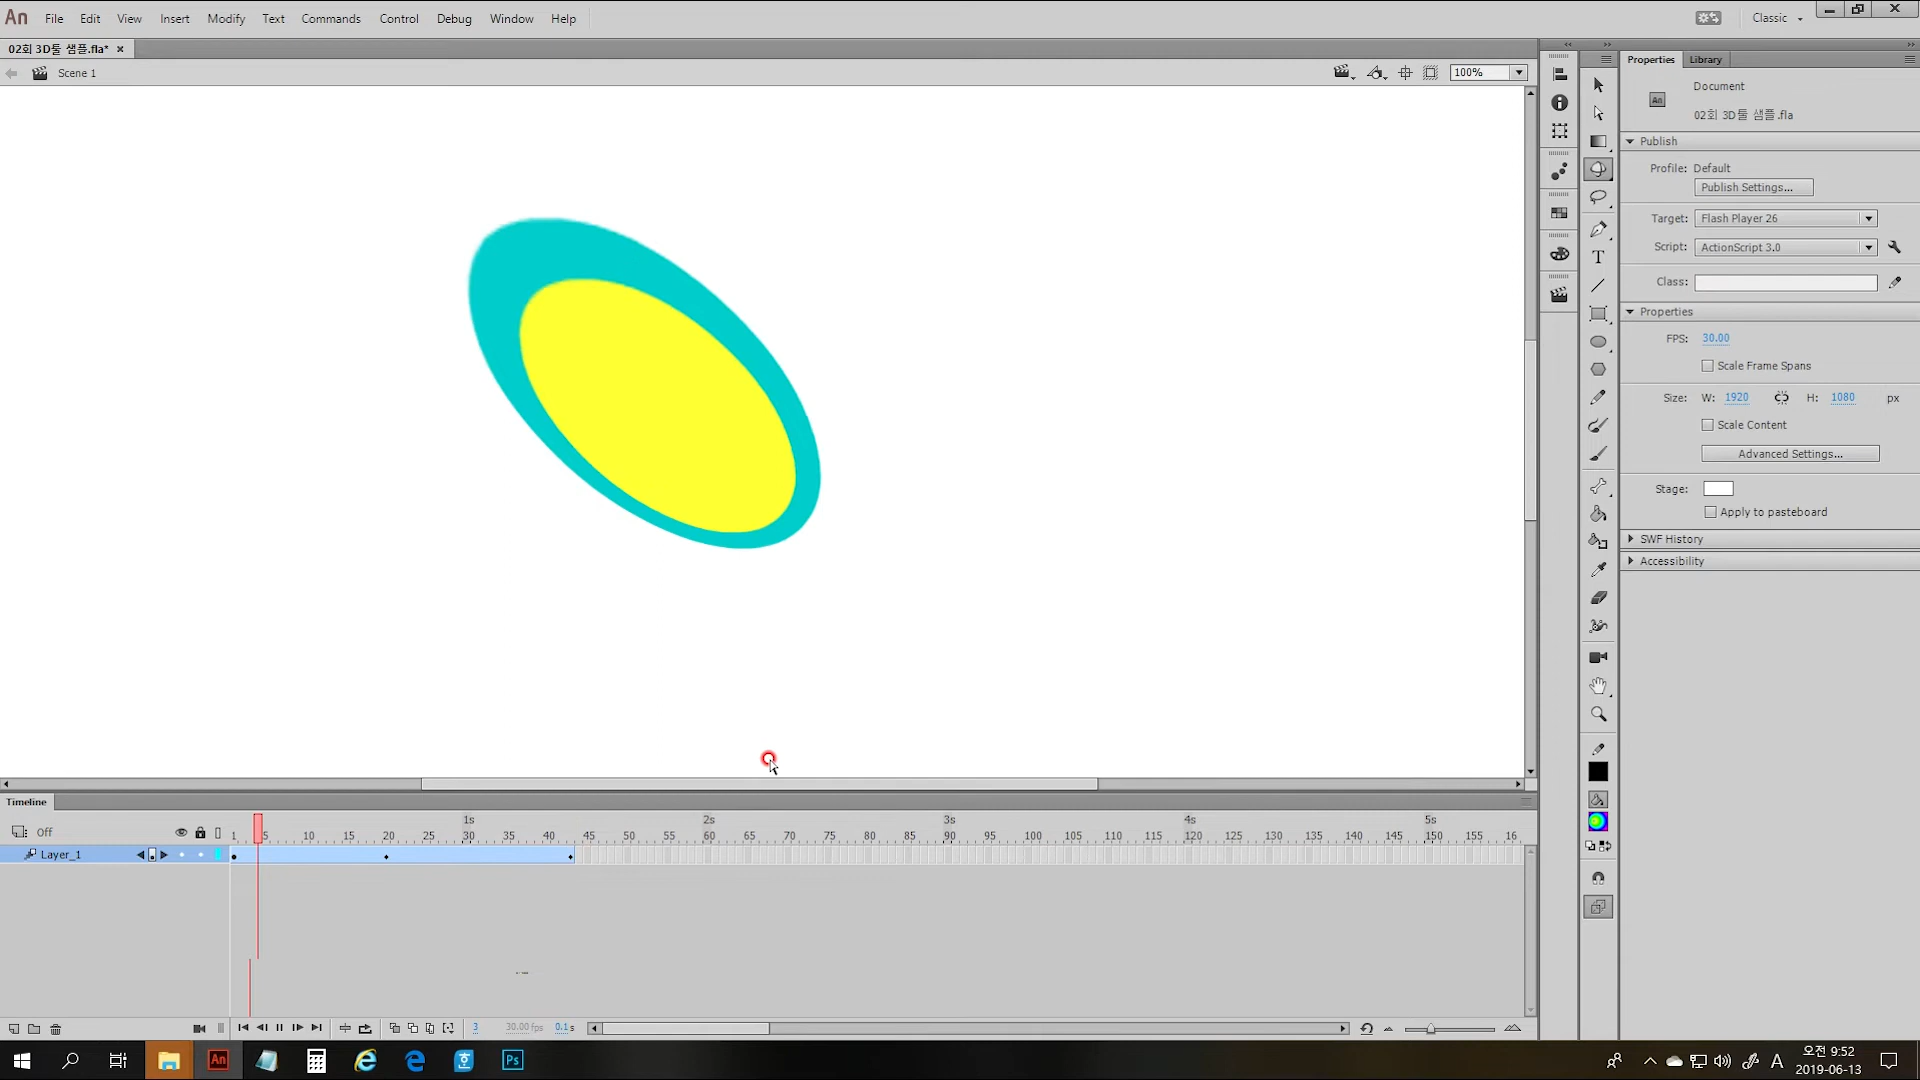 An File Edit View Insert Modify Text Commands Control Debug Window Help Classic
02회 3D툴 샘플.fla* ×
Scene 1 100%
Properties Library
An Document
02회 3D툴 샘플.fla
Publish
Profile: Default
Publish Settings...
Target: Flash Player 26
Script: ActionScript 3.0
Class:
Properties
FPS: 30.00
Scale Frame Spans
Size: W: 1920 H: 1080 px
Scale Content
Advanced Settings...
Stage:
Apply to pasteboard
SWF History
Accessibility
T
Timeline
1s 2s 3s 4s 5s
Off 1 5 10 15 20 25 30 35 40 45 50 55 60 65 70 75 80 85 90 95 100 105 110 115 120 125 130 135 140 145 150 155 16
Layer_1
3 30.00 fps 0.1 s
An Ps A 오전 9:52
2019-06-13